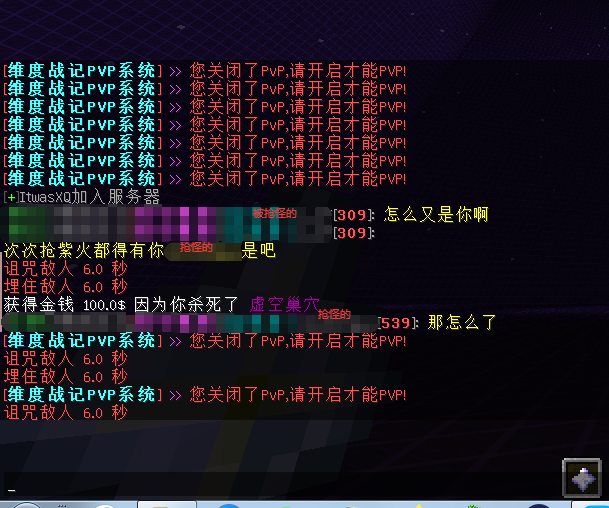 [维度战记PVP系统] >> 您关闭了PvP,请开启才能PVP!
[维度战记PVP系统] >> 您关闭了PvP,请开启才能PVP!
[维度战记PVP系统] >> 您关闭了PvP,请开启才能PVP!
[维度战记PVP系统] >> 您关闭了PvP,请开启才能PVP!
[维度战记PVP系统] >> 您关闭了PvP,请开启才能PVP!
[维度战记PVP系统] >> 您关闭了PvP,请开启才能PVP!
[维度战记PVP系统] >> 您关闭了PvP,请开启才能PVP!
[+]ItwasXQ加入服务器
被抢怪的 [309]: 怎么又是你啊
[309]:
次次抢紫火都得有你 抢怪的 是吧
诅咒敌人 6.0 秒
埋住敌人 6.0 秒
获得金钱 100.0$ 因为你杀死了 虚空巢穴
抢怪的 [539]: 那怎么了
[维度战记PVP系统] >> 您关闭了PvP,请开启才能PVP!
诅咒敌人 6.0 秒
埋住敌人 6.0 秒
[维度战记PVP系统] >> 您关闭了PvP,请开启才能PVP!
诅咒敌人 6.0 秒